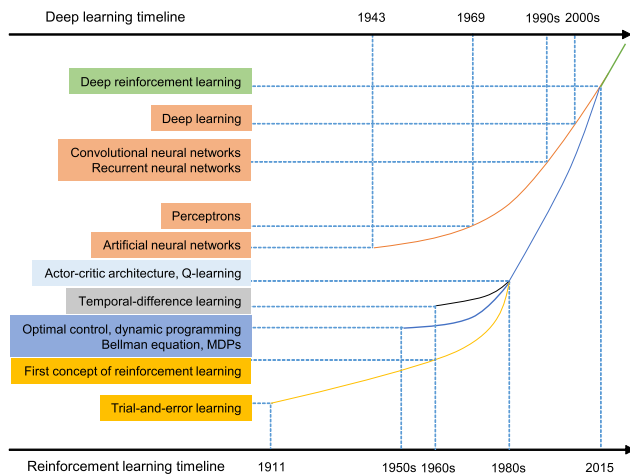 Deep learning timeline
1943
1969
1990s
2000s
Deep reinforcement learning
Deep learning
Convolutional neural networks
Recurrent neural networks
Perceptrons
Artificial neural networks
Actor-critic architecture, Q-learning
Temporal-difference learning
Optimal control, dynamic programming
Bellman equation, MDPs
First concept of reinforcement learning
Trial-and-error learning
Reinforcement learning timeline
1911
1950s
1960s
1980s
2015